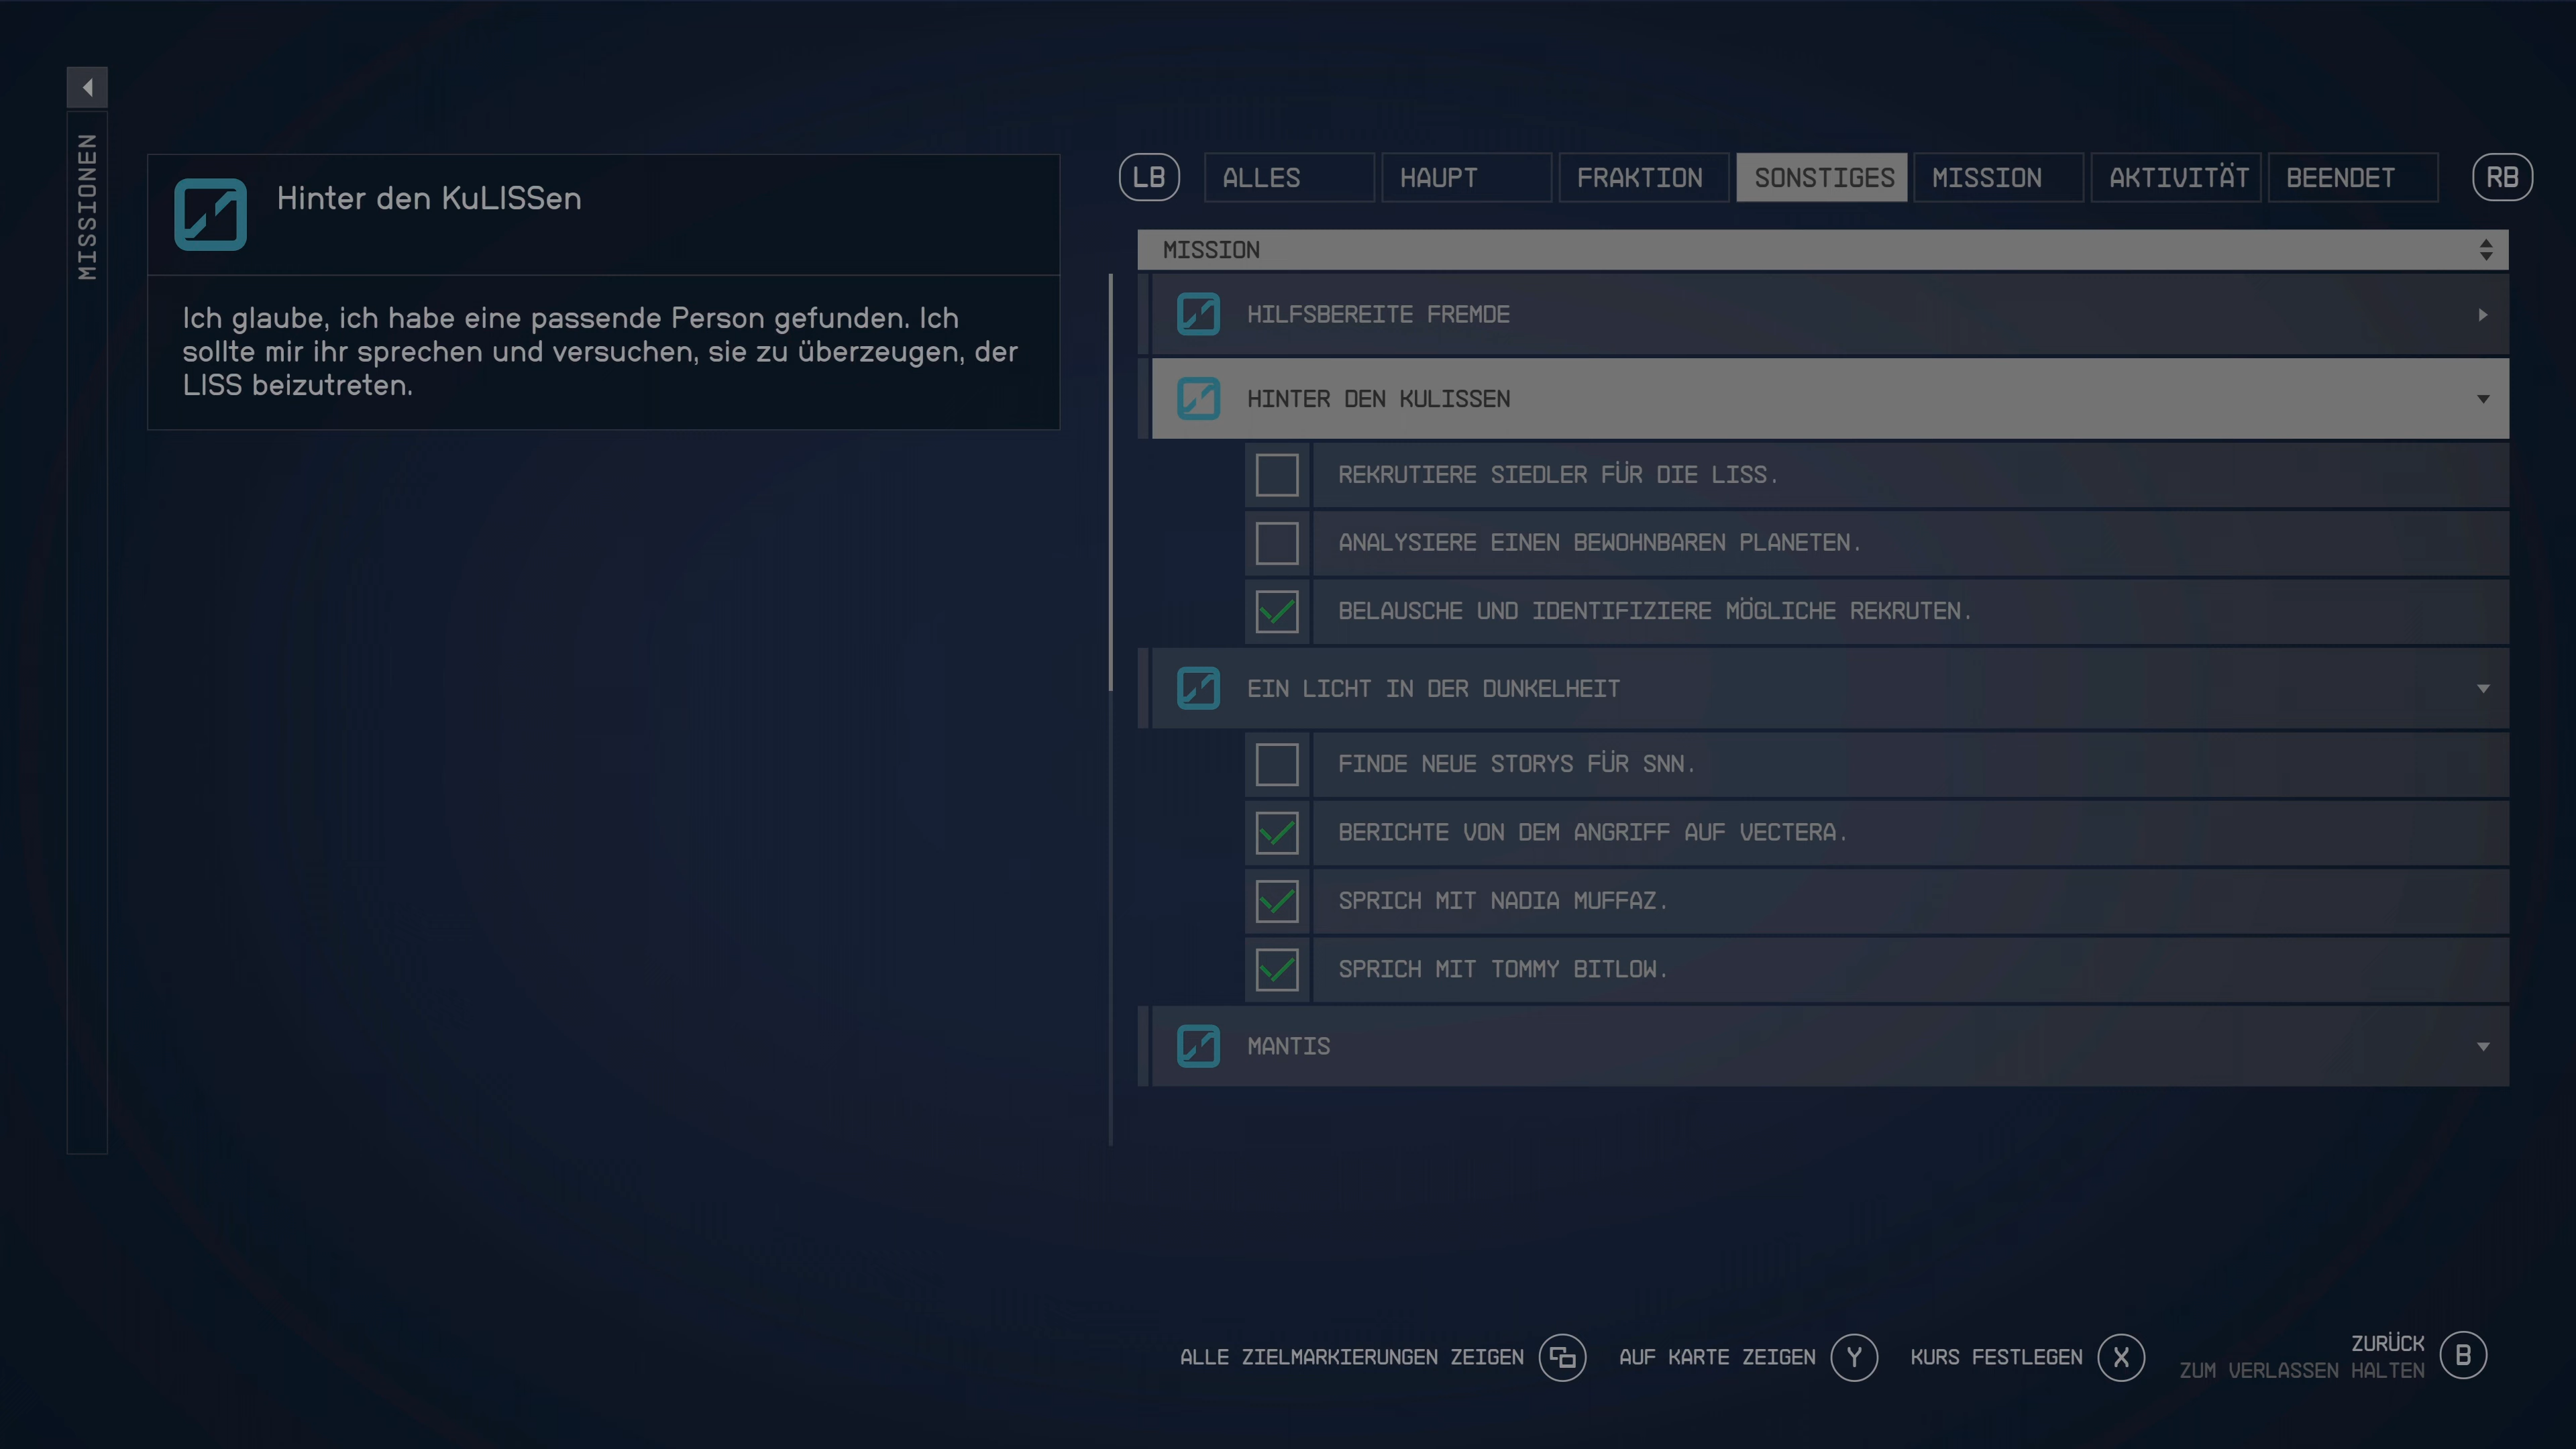 MISSIONEN
Hinter den KuLISSen
Ich glaube, ich habe eine passende Person gefunden. Ich
sollte mir ihr sprechen und versuchen, sie zu überzeugen, der
LISS beizutreten.
LB ALLES HAUPT FRAKTION SONSTIGES MISSION AKTIVITÄT BEENDET RB
MISSION
HILFSBEREITE FREMDE
HINTER DEN KULISSEN
REKRUTIERE SIEDLER FÜR DIE LISS.
ANALYSIERE EINEN BEWOHNBAREN PLANETEN.
BELAUSCHE UND IDENTIFIZIERE MÖGLICHE REKRUTEN.
EIN LICHT IN DER DUNKELHEIT
FINDE NEUE STORYS FÜR SNN.
BERICHTE VON DEM ANGRIFF AUF VECTERA.
SPRICH MIT NADIA MUFFAZ.
SPRICH MIT TOMMY BITLOW.
MANTIS
ALLE ZIELMARKIERUNGEN ZEIGEN AUF KARTE ZEIGEN Y KURS FESTLEGEN X ZURÜCK B
ZUM VERLASSEN HALTEN